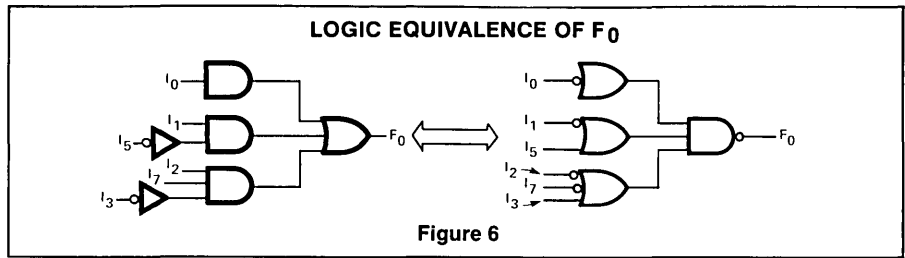 LOGIC EQUIVALENCE OF F0
I0
I1
I5
I2
I7
I3
F0
I0
I1
I5
I2
I7
I3
F0
Figure 6